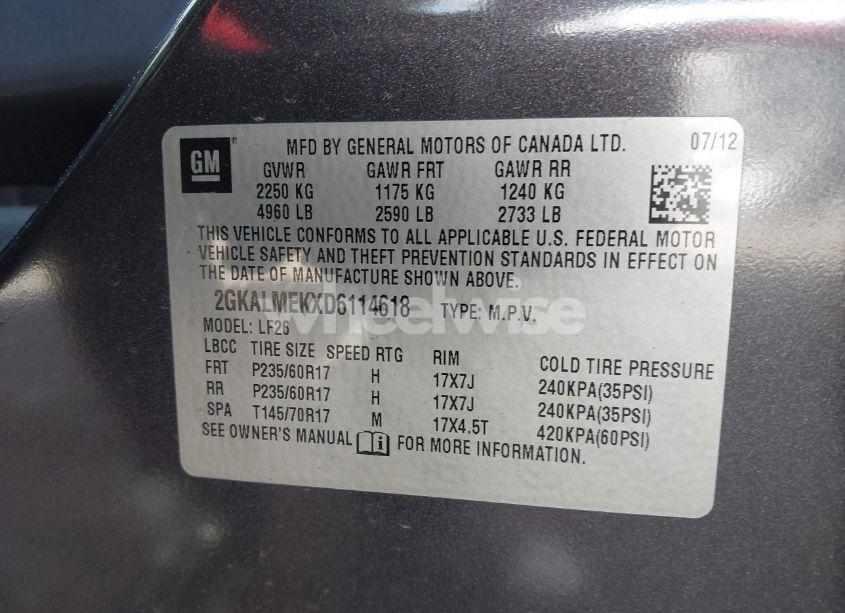 GM
MFD BY GENERAL MOTORS OF CANADA LTD. 07/12
GVWR GAWR FRT GAWR RR
2250 KG 1175 KG 1240 KG
4960 LB 2590 LB 2733 LB
THIS VEHICLE CONFORMS TO ALL APPLICABLE U.S. FEDERAL MOTOR
VEHICLE SAFETY AND THEFT PREVENTION STANDARDS IN EFFECT ON
THE DATE OF MANUFACTURE SHOWN ABOVE.
2GKALMEKXD6114618 TYPE: M.P.V.
wheelwise
MODEL: LF26
LBCC TIRE SIZE SPEED RTG RIM COLD TIRE PRESSURE
FRT P235/60R17 H 17X7J 240KPA(35PSI)
RR P235/60R17 H 17X7J 240KPA(35PSI)
SPA T145/70R17 M 17X4.5T 420KPA(60PSI)
SEE OWNER'S MANUAL FOR MORE INFORMATION.